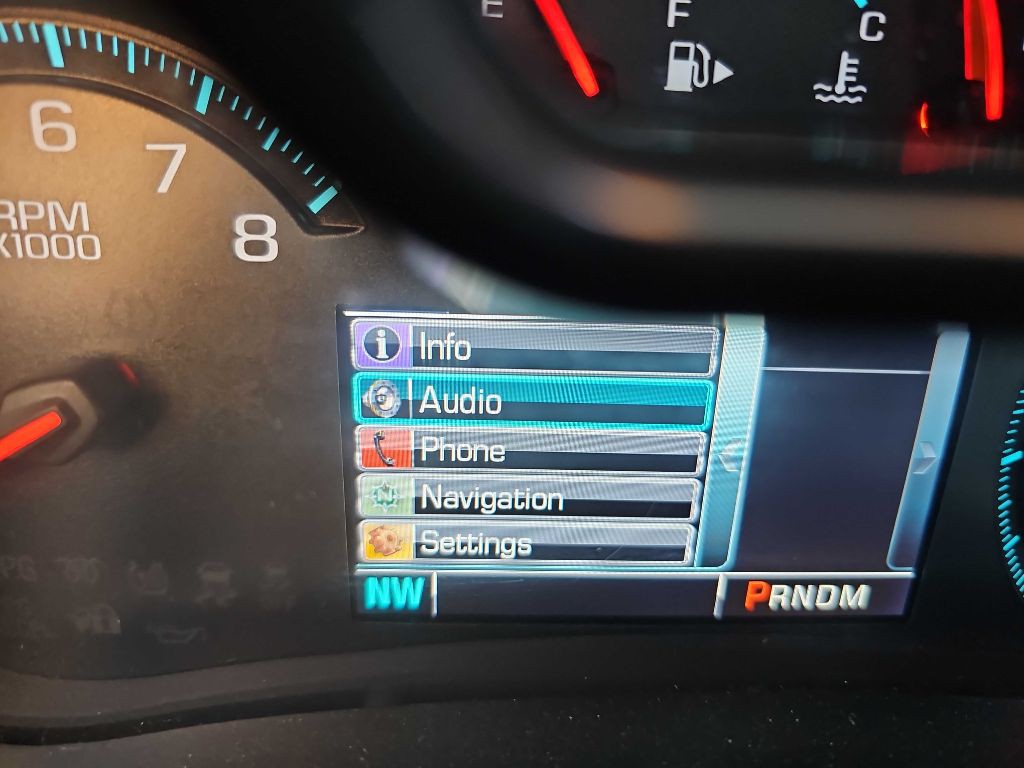 E
F
C
6
7
8
RPM
X1000
Info
Audio
Phone
Navigation
Settings
NW
PRNDM